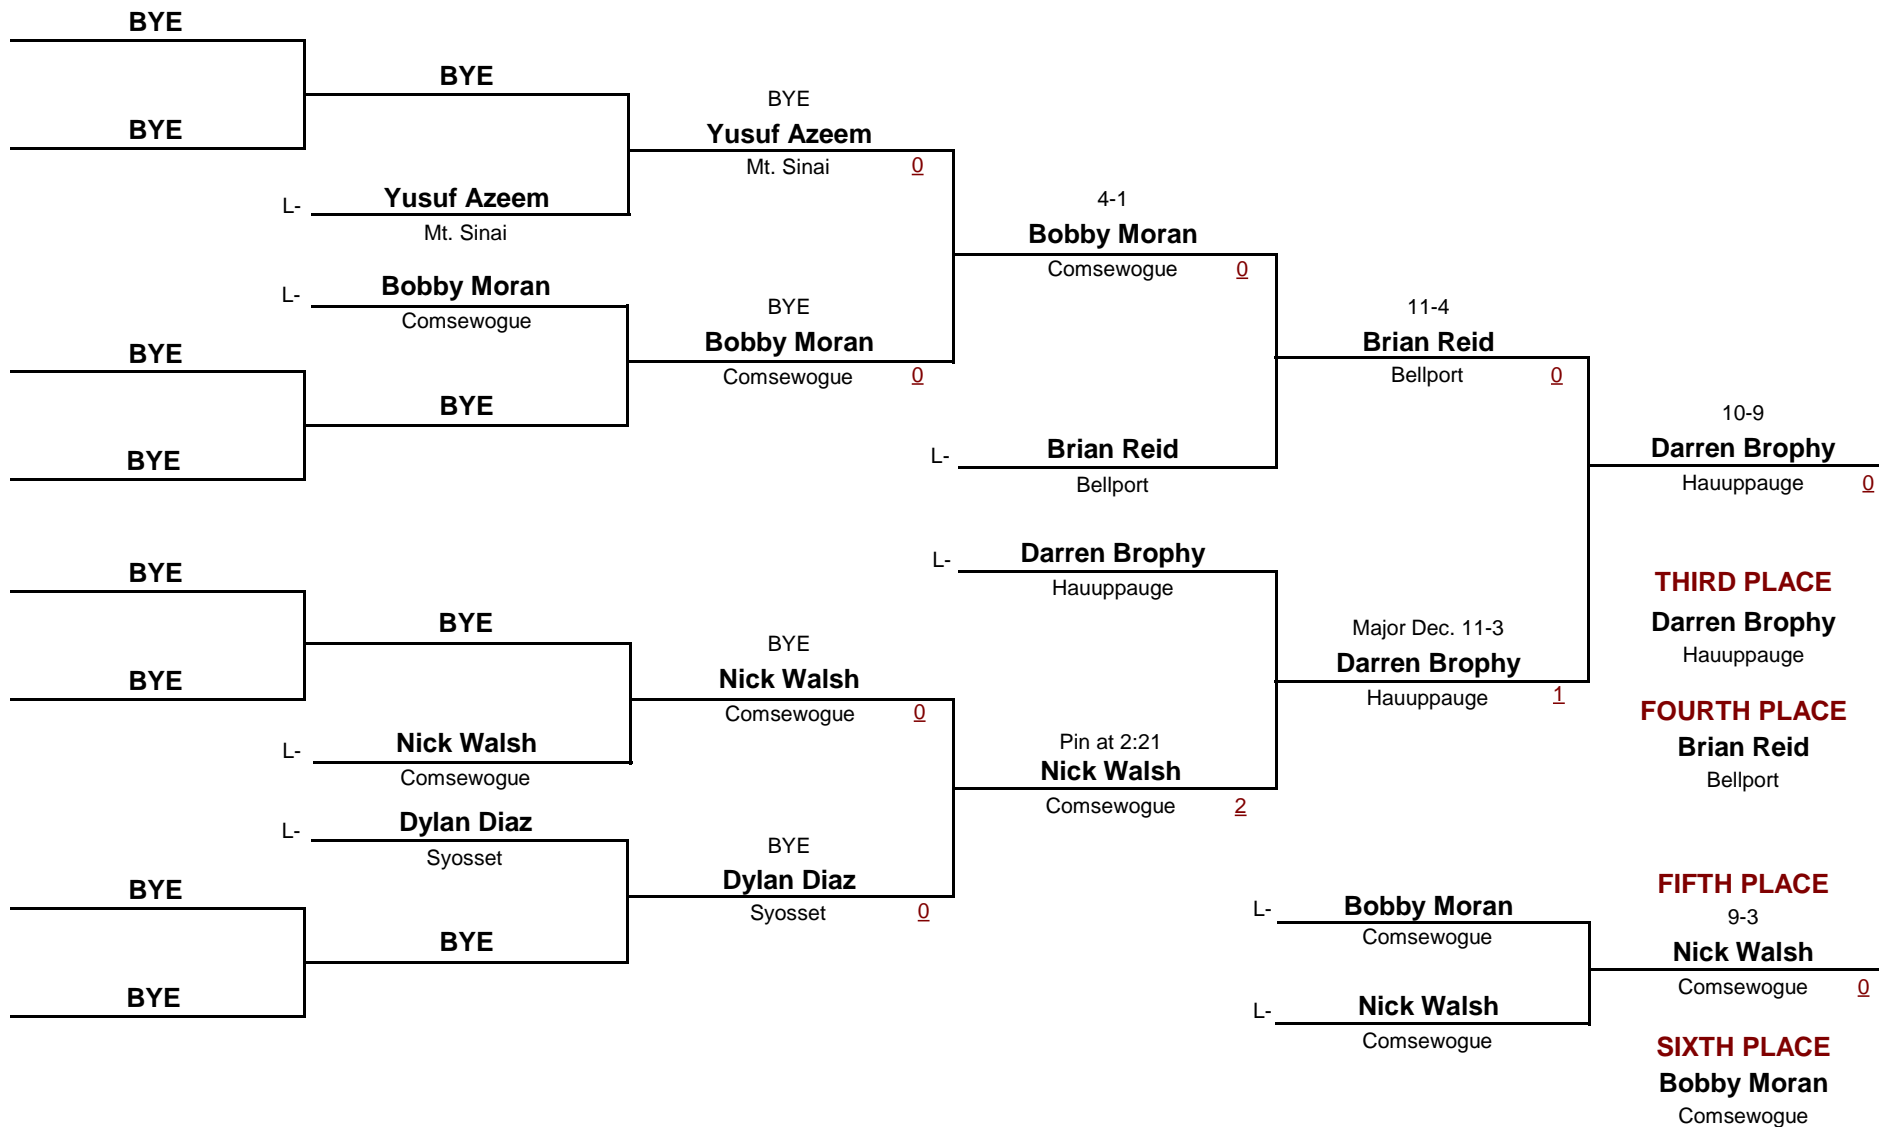 BYE
BYE
BYE
BYE
Yusuf Azeem
Mt. Sinai 0
L- Yusuf Azeem
Mt. Sinai
4-1
Bobby Moran
Comsewogue 0
L- Bobby Moran
Comsewogue
BYE
Bobby Moran
Comsewogue 0
BYE
BYE
BYE
11-4
Brian Reid
Bellport 0
L- Brian Reid
Bellport
10-9
Darren Brophy
Hauuppauge 0
L- Darren Brophy
Hauuppauge
BYE
BYE
BYE
BYE
Nick Walsh
Comsewogue 0
L- Nick Walsh
Comsewogue
Major Dec. 11-3
Darren Brophy
Hauuppauge 1
Pin at 2:21
Nick Walsh
Comsewogue 2
L- Dylan Diaz
Syosset
BYE
Dylan Diaz
Syosset 0
BYE
BYE
BYE
THIRD PLACE
Darren Brophy
Hauuppauge
FOURTH PLACE
Brian Reid
Bellport
L- Bobby Moran
Comsewogue
L- Nick Walsh
Comsewogue
FIFTH PLACE
9-3
Nick Walsh
Comsewogue 0
SIXTH PLACE
Bobby Moran
Comsewogue